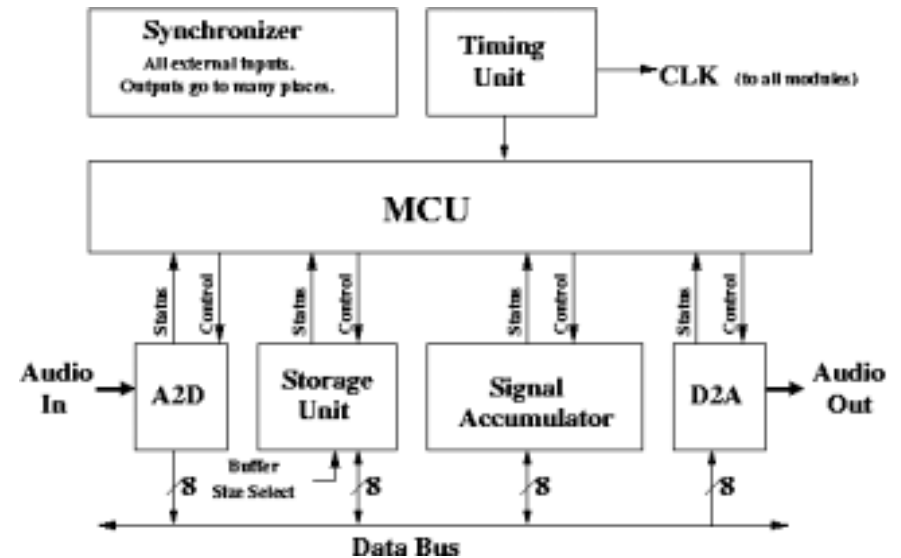 Synchronizer
All external inputs.
Outputs go to many places.
Timing
Unit
CLK (to all modules)
MCU
Status
Control
Status
Control
Status
Control
Status
Control
Audio
In
A2D
Storage
Unit
Signal
Accumulator
D2A
Audio
Out
Buffer
Size Select
8
8
8
8
Data Bus